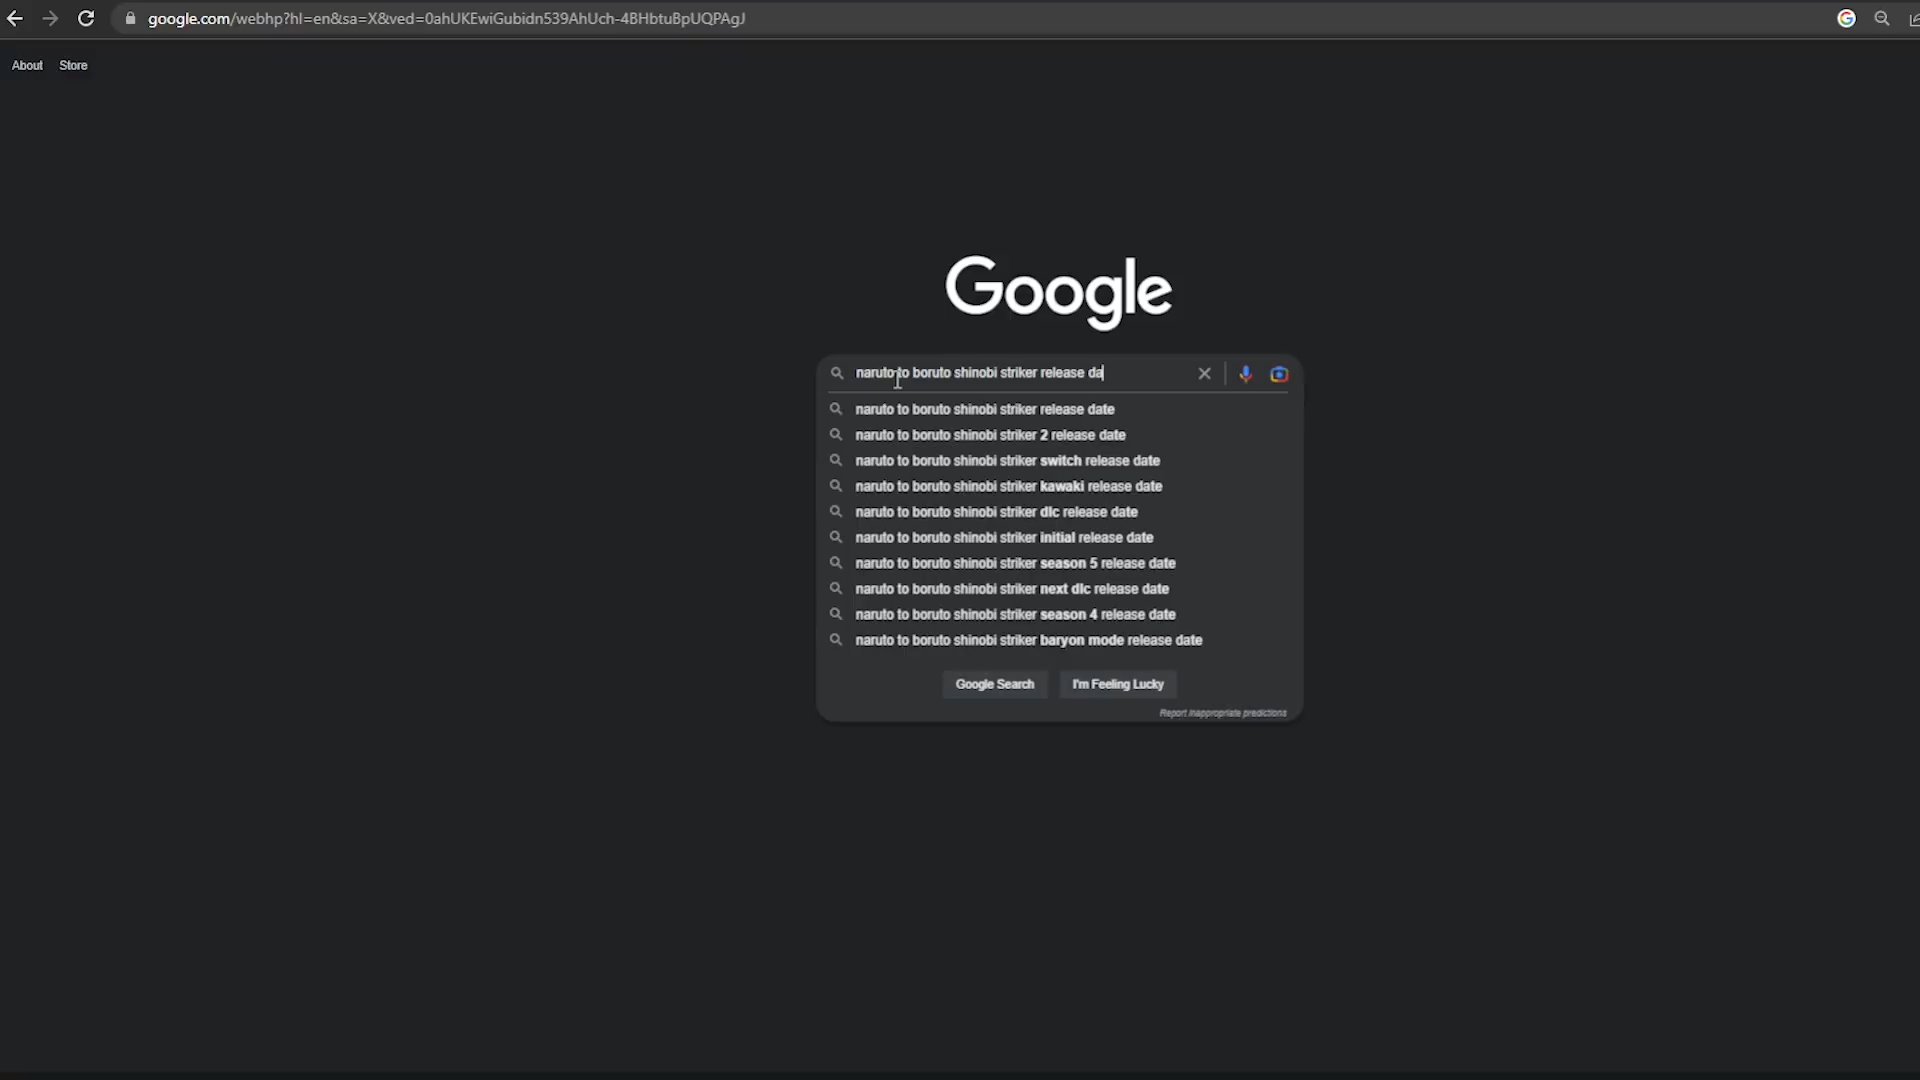 google.com/webhp?hl=en&sa=X&ved=0ahUKEwiGubidn539AhUch-4BHbtuBpUQPAgJ
About Store
Google
naruto to boruto shinobi striker release da
naruto to boruto shinobi striker release date
naruto to boruto shinobi striker 2 release date
naruto to boruto shinobi striker switch release date
naruto to boruto shinobi striker kawaki release date
naruto to boruto shinobi striker dlc release date
naruto to boruto shinobi striker initial release date
naruto to boruto shinobi striker season 5 release date
naruto to boruto shinobi striker next dlc release date
naruto to boruto shinobi striker season 4 release date
naruto to boruto shinobi striker baryon mode release date
Google Search I'm Feeling Lucky
Report inappropriate predictions